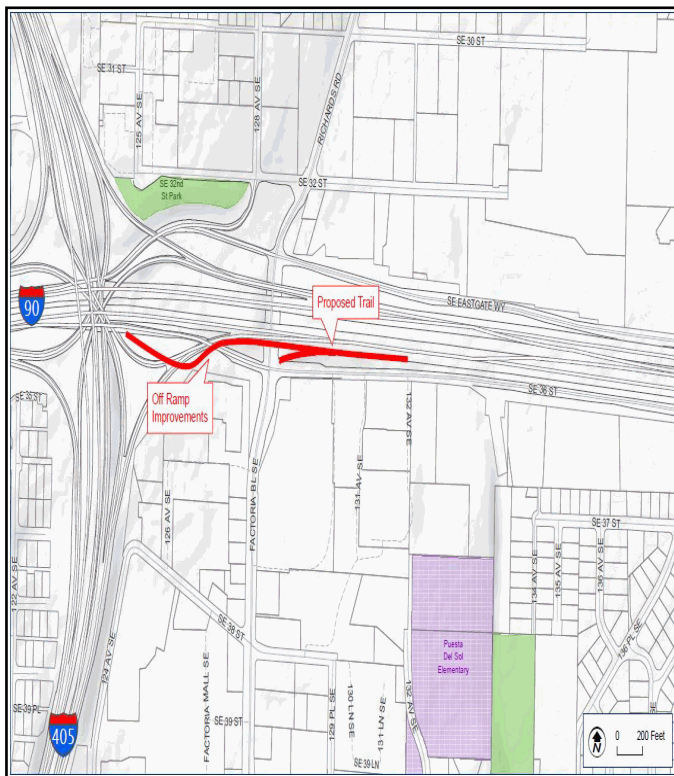 SE 30 ST
SE 31 ST
125 AV SE
128 AV SE
RICHARDS RD
SE 32nd
St Park
SE 32 ST
90
SE EASTGATE WY
Proposed Trail
Off Ramp
Improvements
SE 36 ST
132 AV SE
126 AV SE
FACTORIA BL SE
131 AV SE
SE 37 ST
122 AV SE
134 AV SE
135 AV SE
136 AV SE
136 PL SE
124 AV SE
SE 38 ST
Puesta
Del Sol
Elementary
132 AV SE
FACTORIA MALL SE
129 PL SE
130 LN SE
131 LN SE
SE 39 PL
SE 39 ST
SE 39 LN
405
N
0 200 Feet